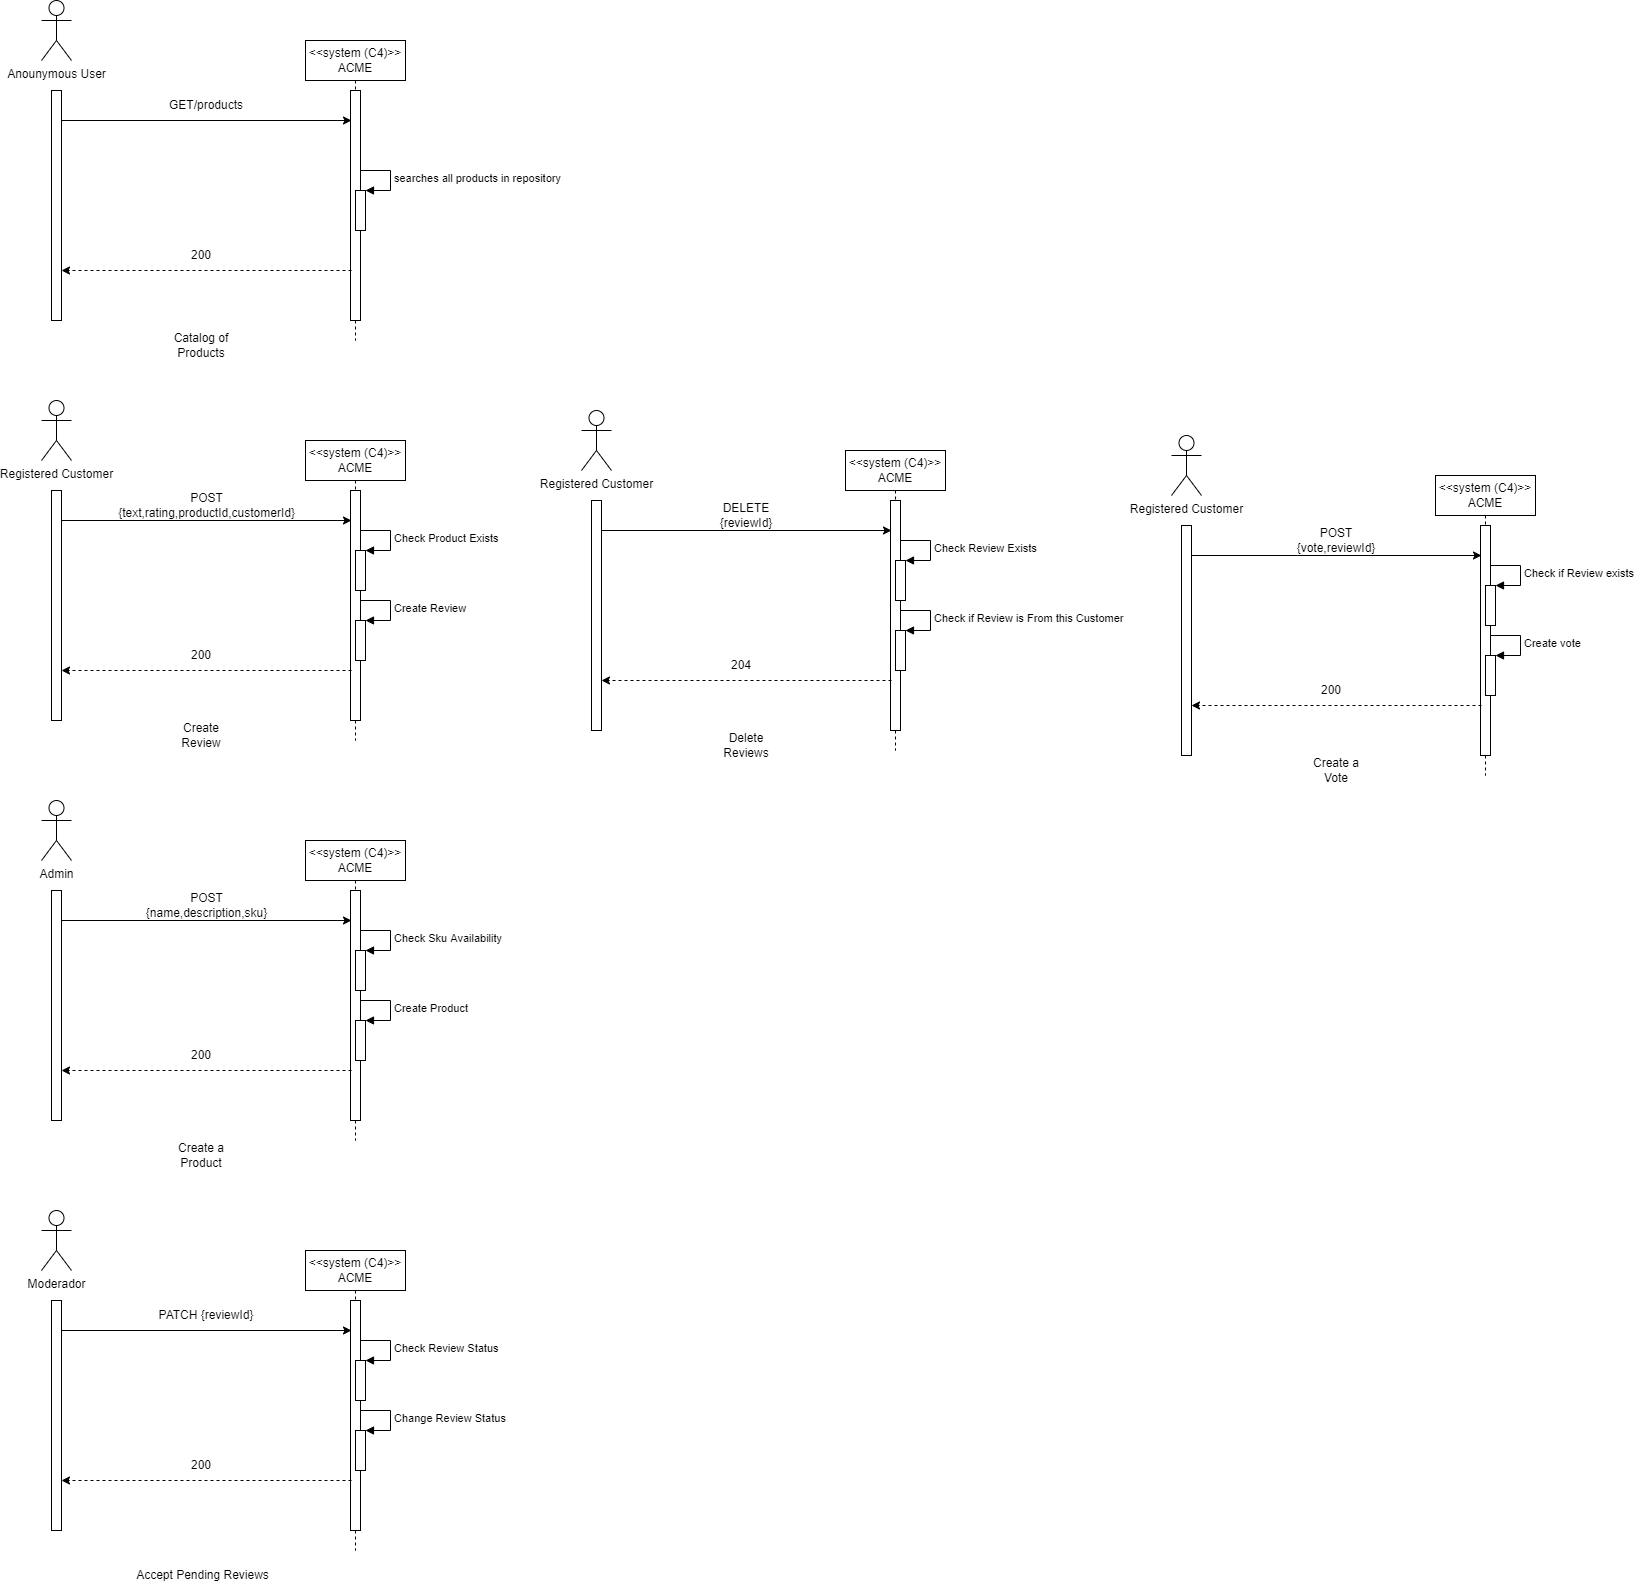 Anounymous User
<<system (C4)>>
ACME
GET/products
searches all products in repository
200
Catalog of
Products
Registered Customer
<<system (C4)>>
ACME
POST
{text,rating,productId,customerId}
Check Product Exists
Create Review
200
Create
Review
Registered Customer
<<system (C4)>>
ACME
DELETE
{reviewId}
Check Review Exists
Check if Review is From this Customer
204
Delete
Reviews
Registered Customer
<<system (C4)>>
ACME
POST
{vote,reviewId}
Check if Review exists
Create vote
200
Create a
Vote
Admin
<<system (C4)>>
ACME
POST
{name,description,sku}
Check Sku Availability
Create Product
200
Create a
Product
Moderador
<<system (C4)>>
ACME
PATCH {reviewId}
Check Review Status
Change Review Status
200
Accept Pending Reviews